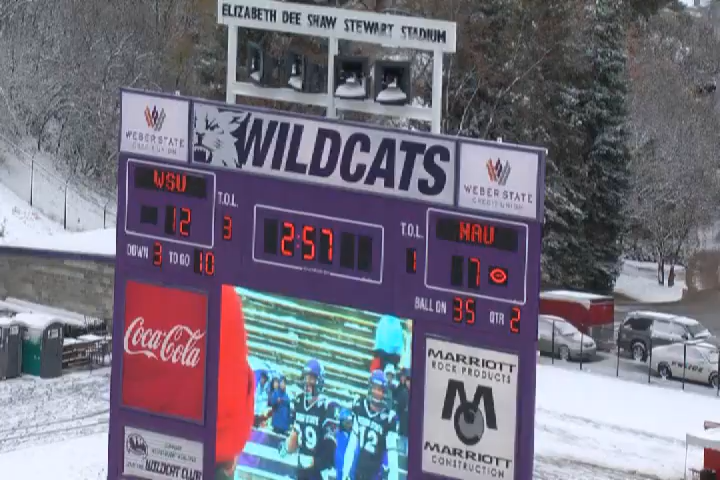 ELIZABETH DEE SHAW STEWART STADIUM
WEBER STATE
CREDIT UNION
WILDCATS
WEBER STATE
CREDIT UNION
WSU
T.O.L.
12
3
2:57
T.O.L.
NAU
1
7
DOWN 3 TO GO 10
BALL ON 35 QTR 2
Coca-Cola
MARRIOTT
ROCK PRODUCTS
M
MARRIOTT
CONSTRUCTION
WILDCAT CLUB
12